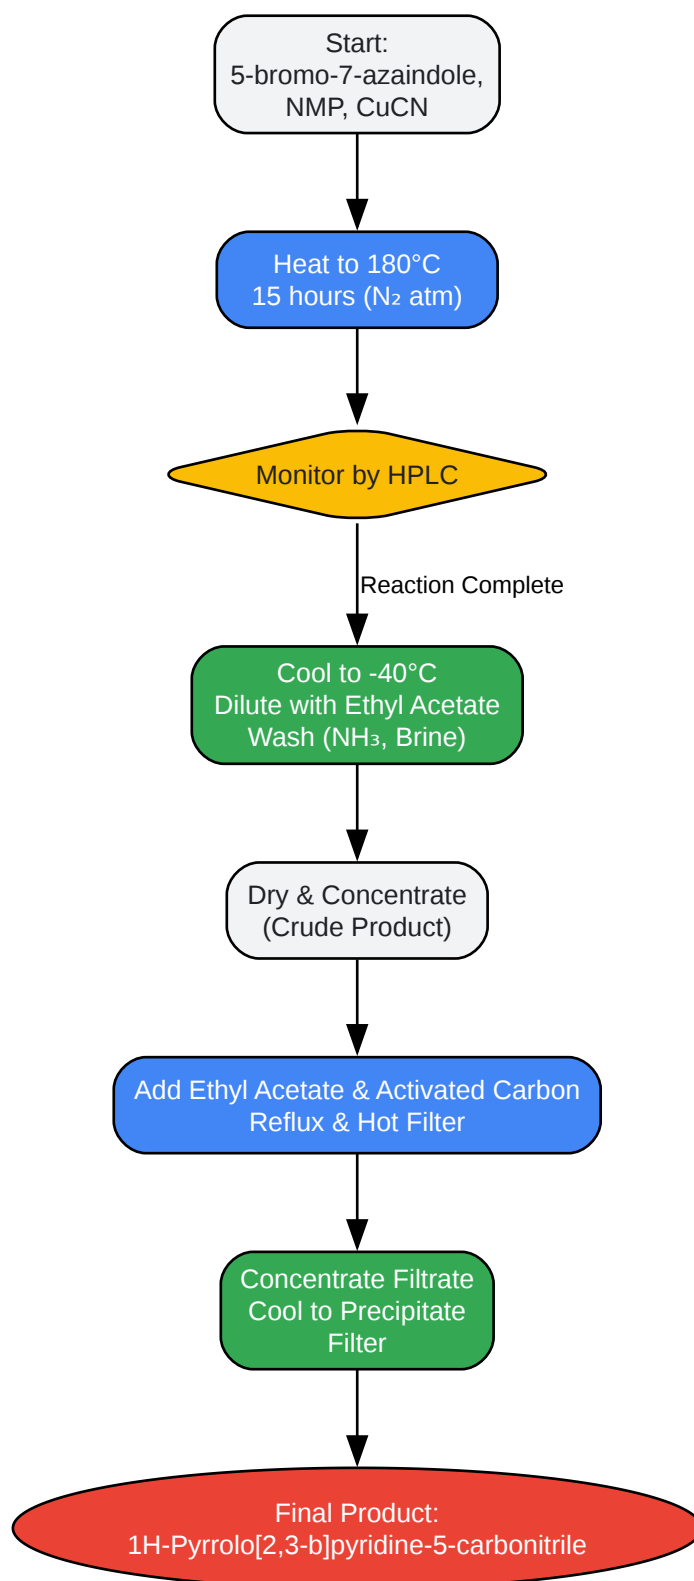 Start:
5-bromo-7-azaindole,
NMP, CuCN
Heat to 180°C
15 hours (N₂ atm)
Monitor by HPLC
Reaction Complete
Cool to -40°C
Dilute with Ethyl Acetate
Wash (NH₃, Brine)
Dry & Concentrate
(Crude Product)
Add Ethyl Acetate & Activated Carbon
Reflux & Hot Filter
Concentrate Filtrate
Cool to Precipitate
Filter
Final Product:
1H-Pyrrolo[2,3-b]pyridine-5-carbonitrile